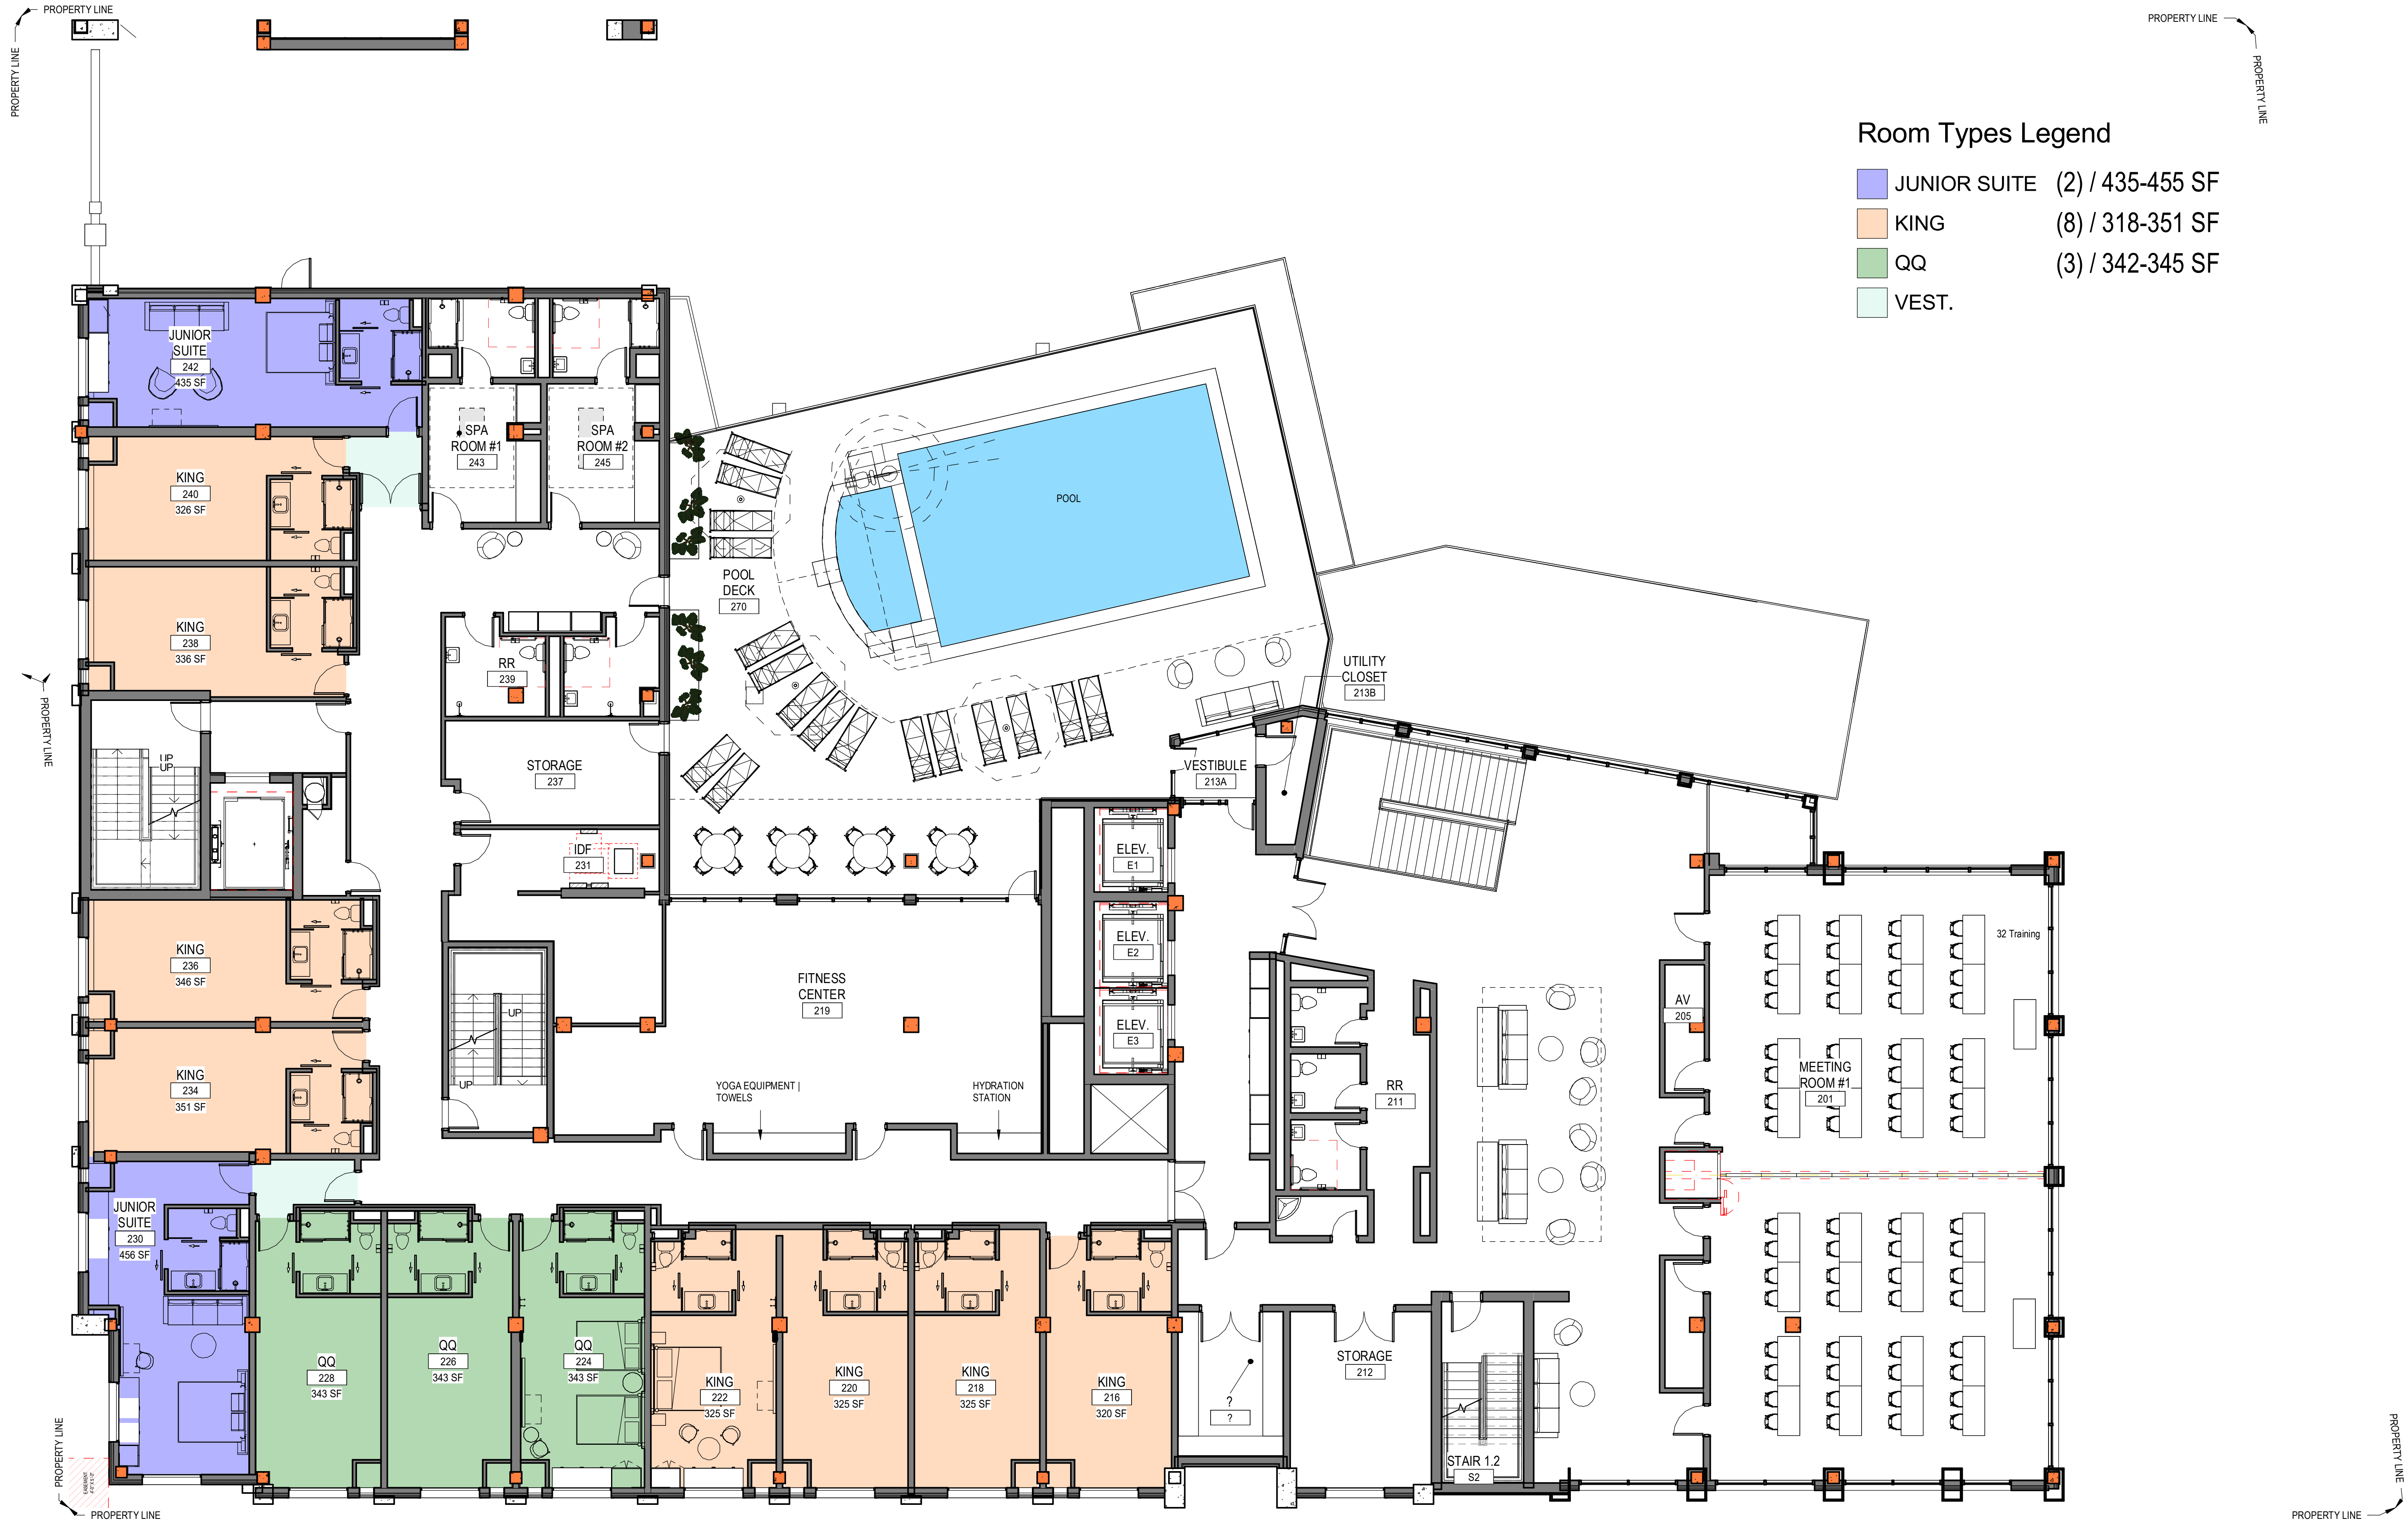 PROPERTY LINE
PROPERTY LINE
PROPERTY LINE
PROPERTY LINE
Room Types Legend
JUNIOR SUITE (2) / 435-455 SF
KING (8) / 318-351 SF
QQ (3) / 342-345 SF
VEST.
JUNIOR
SUITE
242
435 SF
SPA
ROOM #1
243
SPA
ROOM #2
245
KING
240
326 SF
POOL
POOL
DECK
270
KING
238
336 SF
RR
239
UTILITY
CLOSET
213B
PROPERTY LINE
UP
UP
STORAGE
237
VESTIBULE
213A
IDF
231
ELEV.
E1
ELEV.
E2
ELEV.
E3
KING
236
346 SF
FITNESS
CENTER
219
UP
UP
32 Training
AV
205
KING
234
351 SF
YOGA EQUIPMENT |
TOWELS
HYDRATION
STATION
RR
211
MEETING
ROOM #1
201
JUNIOR
SUITE
230
456 SF
QQ
228
343 SF
QQ
226
343 SF
QQ
224
343 SF
KING
222
325 SF
KING
220
325 SF
KING
218
325 SF
KING
216
320 SF
?
?
STORAGE
212
STAIR 1.2
S2
PROPERTY LINE
EASEMENT
PROPERTY LINE
PROPERTY LINE
PROPERTY LINE